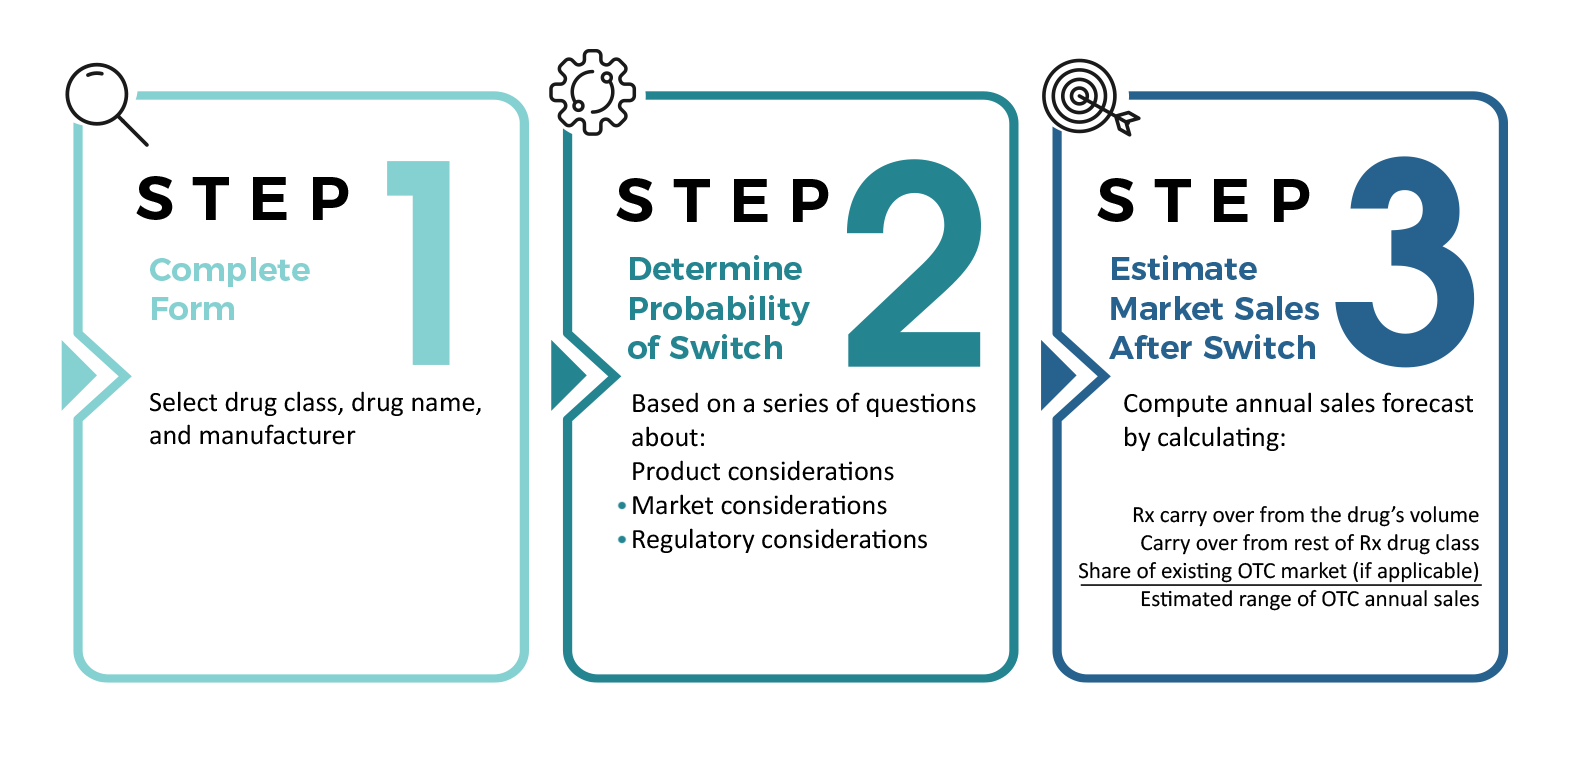 STEP 1
Complete
Form
Select drug class, drug name,
and manufacturer
STEP 2
Determine
Probability
of Switch
Based on a series of questions
about:
Product considerations
• Market considerations
• Regulatory considerations
STEP 3
Estimate
Market Sales
After Switch
Compute annual sales forecast
by calculating:
Rx carry over from the drug’s volume
Carry over from rest of Rx drug class
Share of existing OTC market (if applicable)
Estimated range of OTC annual sales